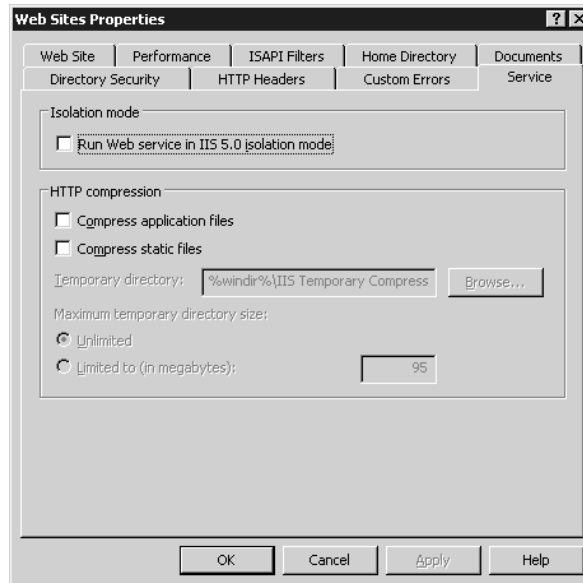 Web Sites Properties
Web Site Performance ISAPI Filters Home Directory Documents
Directory Security HTTP Headers Custom Errors Service
Isolation mode
Run Web service in IIS 5.0 isolation mode
HTTP compression
Compress application files
Compress static files
Temporary directory: %windir%\IIS Temporary Compress Browse...
Maximum temporary directory size:
Unlimited
Limited to (in megabytes): 95
OK Cancel Apply Help